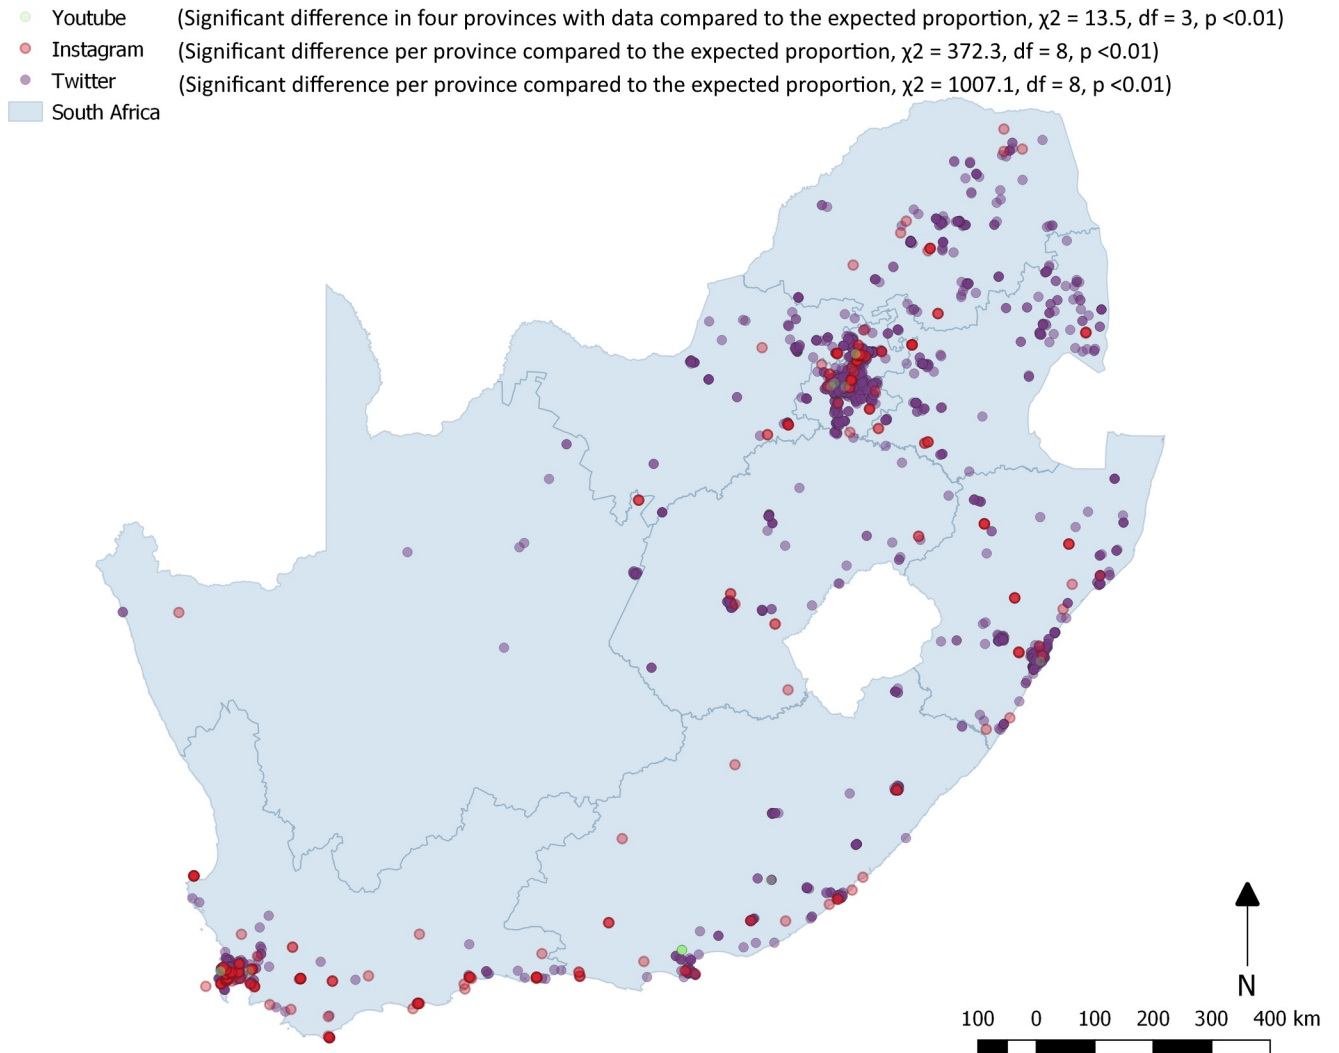 Youtube (Significant difference in four provinces with data compared to the expected proportion, χ2 = 13.5, df = 3, p <0.01)
Instagram (Significant difference per province compared to the expected proportion, χ2 = 372.3, df = 8, p <0.01)
Twitter (Significant difference per province compared to the expected proportion, χ2 = 1007.1, df = 8, p <0.01)
South Africa
N
100 0 100 200 300 400 km